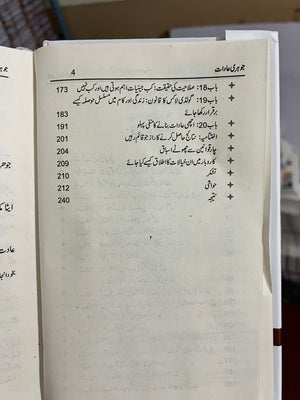 جوہری عادات 4
باب 18: صلاحیت کی حقیقت: کب جینیات اہم ہوتی ہیں اور کب نہیں 173
باب 19: گولڈی لاکس کا قانون: زندگی اور کام میں مسلسل حوصلہ کیسے
برقرار رکھا جائے 183
باب 20: اچھی عادات بنانے کا منفی پہلو 191
اختتامیہ: نتائج حاصل کرنے کا راز جو قائم رہیں 201
چار قوانین سے چھوٹے اسباق 204
کاروبار میں ان خیالات کا اطلاق کیسے کیا جائے 209
تشکر 210
حواشی 212
نتیجہ 240